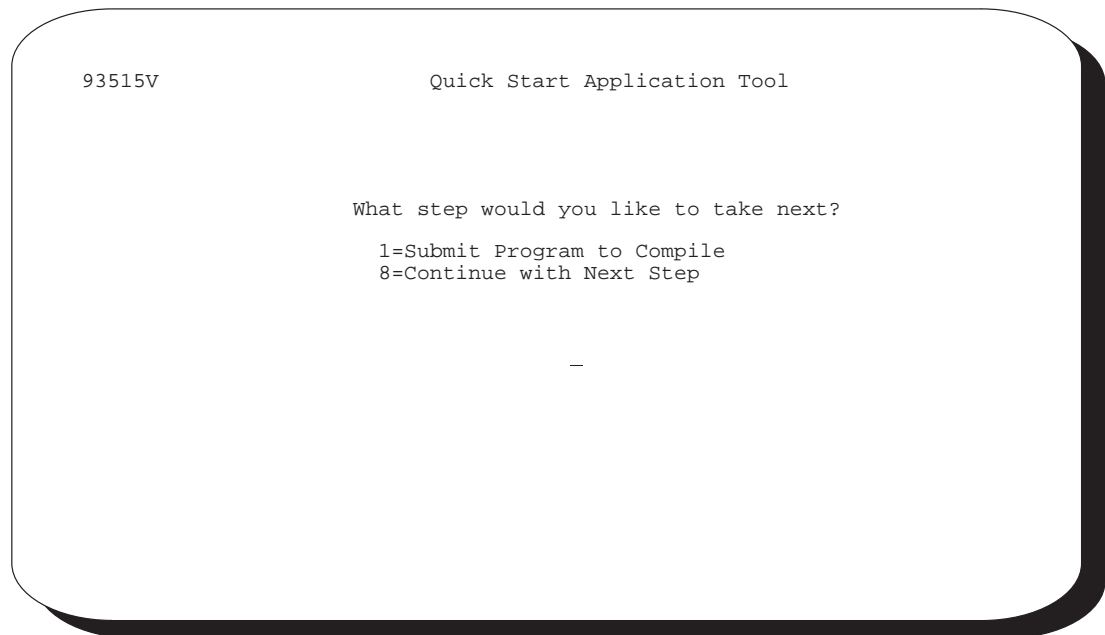 93515V Quick Start Application Tool
What step would you like to take next?
1=Submit Program to Compile
8=Continue with Next Step
_